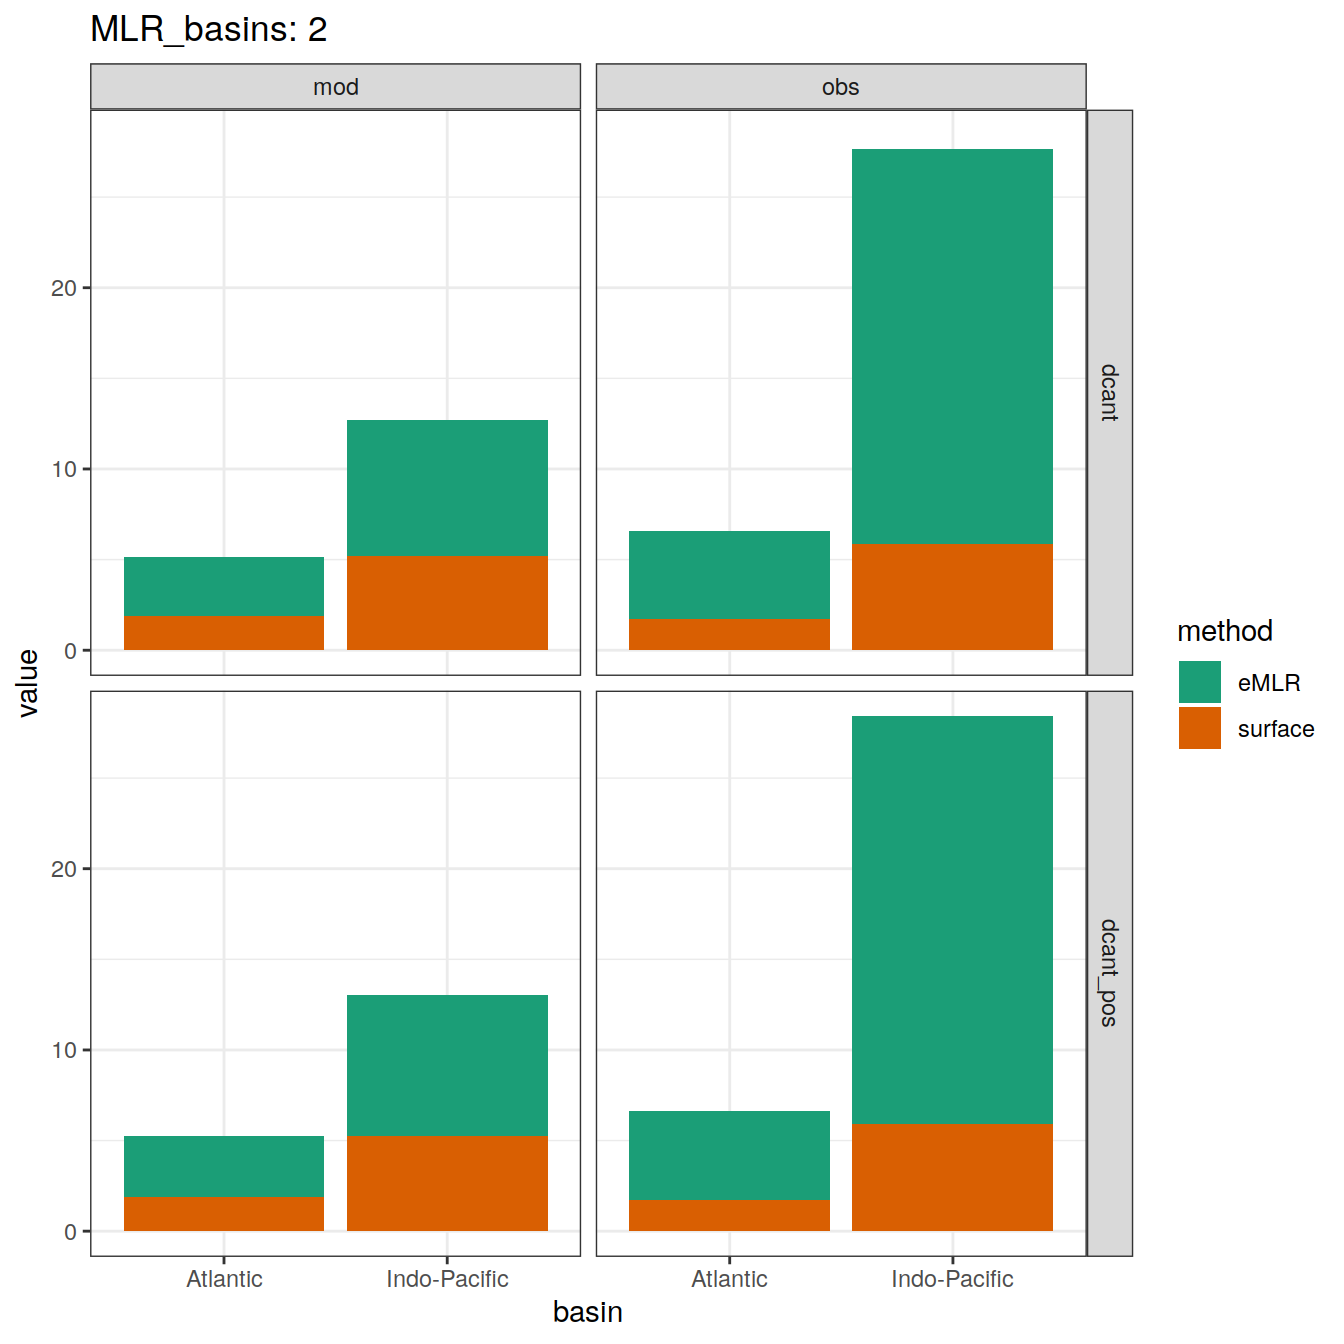 MLR_basins: 2
mod
obs
20
10
0
dcant
20
10
0
dcant_pos
value
Atlantic
Indo-Pacific
Atlantic
Indo-Pacific
basin
method
eMLR
surface